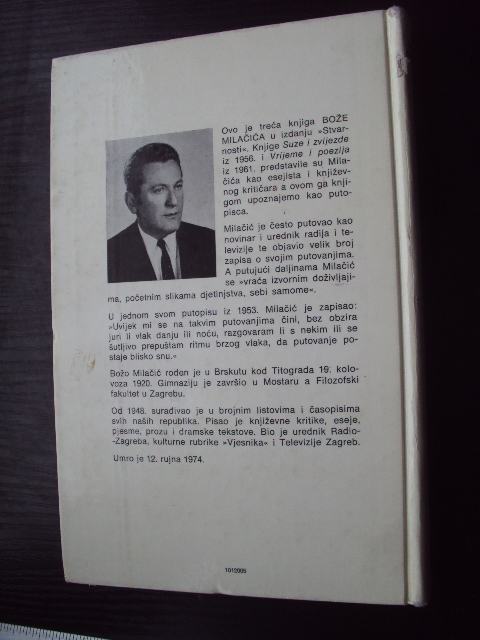 Ovo je treća knjiga BOŽE
MILAČIĆA u izdanju »Stvar-
nosti«. Knjige Suze i zvijezde
iz 1956. i Vrijeme i poezija
iz 1961. predstavile su Mila-
čića kao esejista i književ-
nog kritičara a ovom ga knji-
gom upoznajemo kao puto-
pisca.
Milačić je često putovao kao
novinar i urednik radija i te-
levizije te objavio velik broj
zapisa o svojim putovanjima.
A putujući daljinama Milačić
se »vraća izvornim doživljaji-
ma, početnim slikama djetinjstva, sebi samome«.
U jednom svom putopisu iz 1953. Milačić je zapisao:
»Uvijek mi se na takvim putovanjima čini, bez obzira
juri li vlak danju ili noću, razgovaram li s nekim ili se
šutljivo prepuštam ritmu brzog vlaka, da putovanje po-
staje blisko snu.«
Božo Milačić rođen je u Brskutu kod Titograda 19. kolo-
voza 1920. Gimnaziju je završio u Mostaru a Filozofski
fakultet u Zagrebu.
Od 1948. surađivao je u brojnim listovima i časopisima
svih naših republika. Pisao je književne kritike, eseje,
pjesme, prozu i dramske tekstove. Bio je urednik Radio-
-Zagreba, kulturne rubrike »Vjesnika« i Televizije Zagreb.
Umro je 12. rujna 1974.
1012005